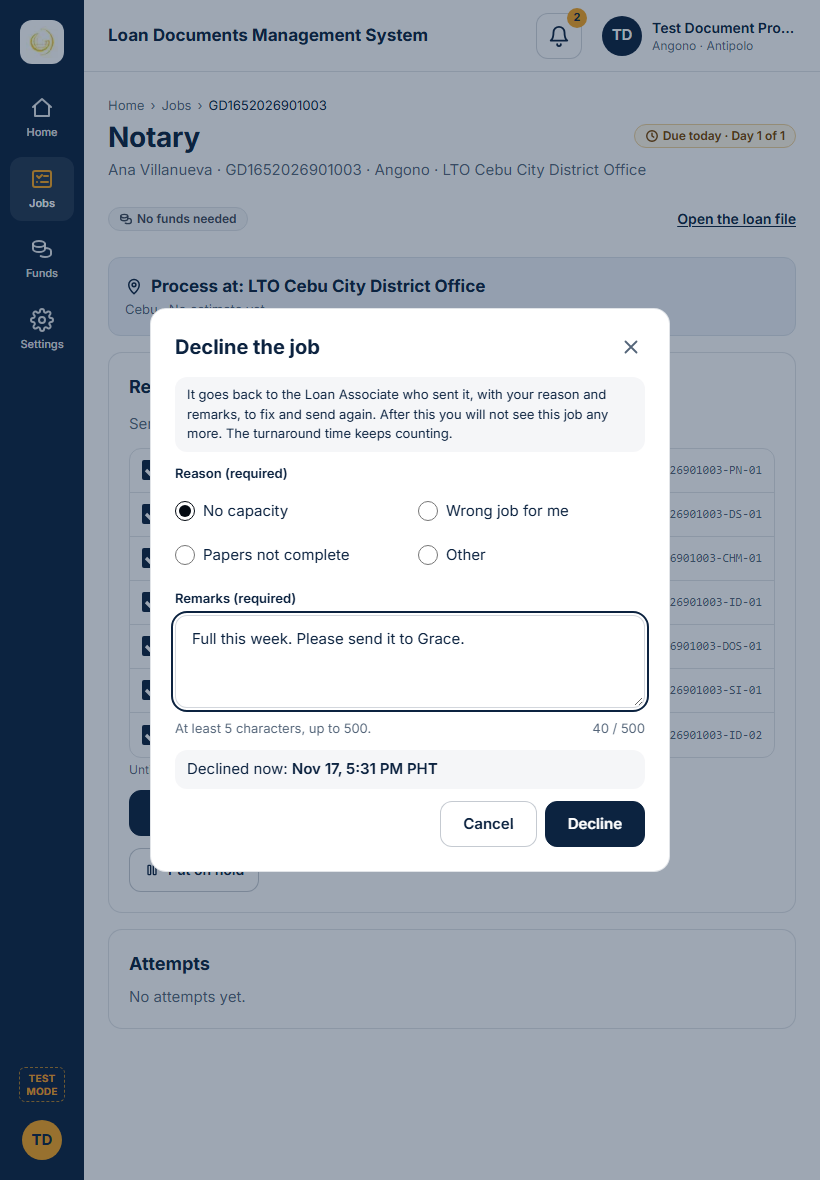 Loan Documents Management System
2
TD
Test Document Pro...
Angono · Antipolo
Home
Jobs
Funds
Settings
TEST
MODE
TD
Home › Jobs › GD1652026901003
Notary
Due today · Day 1 of 1
Ana Villanueva · GD1652026901003 · Angono · LTO Cebu City District Office
No funds needed
Open the loan file
Process at: LTO Cebu City District Office
Decline the job
It goes back to the Loan Associate who sent it, with your reason and
remarks, to fix and send again. After this you will not see this job any
more. The turnaround time keeps counting.
Reason (required)
No capacity
Wrong job for me
Papers not complete
Other
Remarks (required)
Full this week. Please send it to Grace.
At least 5 characters, up to 500.
40 / 500
Declined now: Nov 17, 5:31 PM PHT
Cancel
Decline
26901003-PN-01
26901003-DS-01
6901003-CHM-01
26901003-ID-01
6901003-DOS-01
26901003-SI-01
26901003-ID-02
Attempts
No attempts yet.